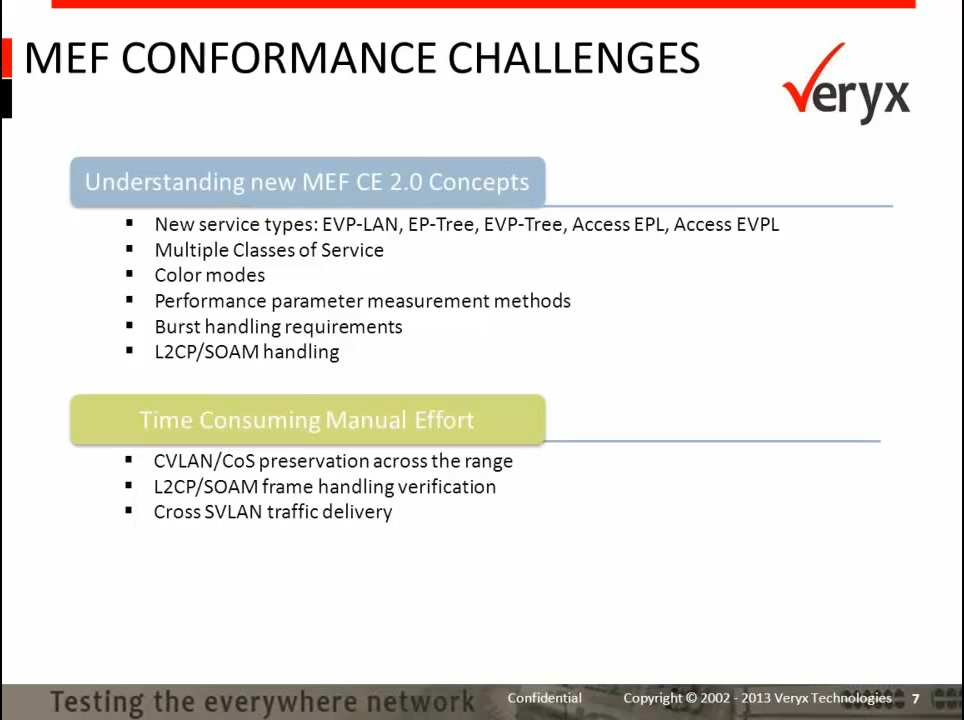 MEF CONFORMANCE CHALLENGES
Veryx
Understanding new MEF CE 2.0 Concepts
▪ New service types: EVP-LAN, EP-Tree, EVP-Tree, Access EPL, Access EVPL
▪ Multiple Classes of Service
▪ Color modes
▪ Performance parameter measurement methods
▪ Burst handling requirements
▪ L2CP/SOAM handling
Time Consuming Manual Effort
▪ CVLAN/CoS preservation across the range
▪ L2CP/SOAM frame handling verification
▪ Cross SVLAN traffic delivery
Testing the everywhere network Confidential Copyright © 2002 - 2013 Veryx Technologies 7